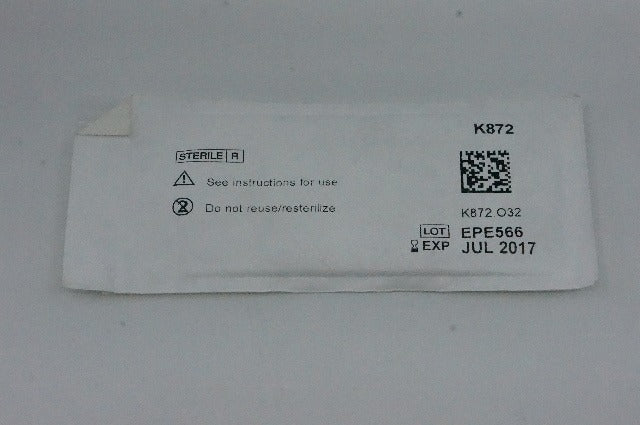 K872
STERILE R
See instructions for use
Do not reuse/resterilize
K872.O32
LOT EPE566
EXP JUL 2017